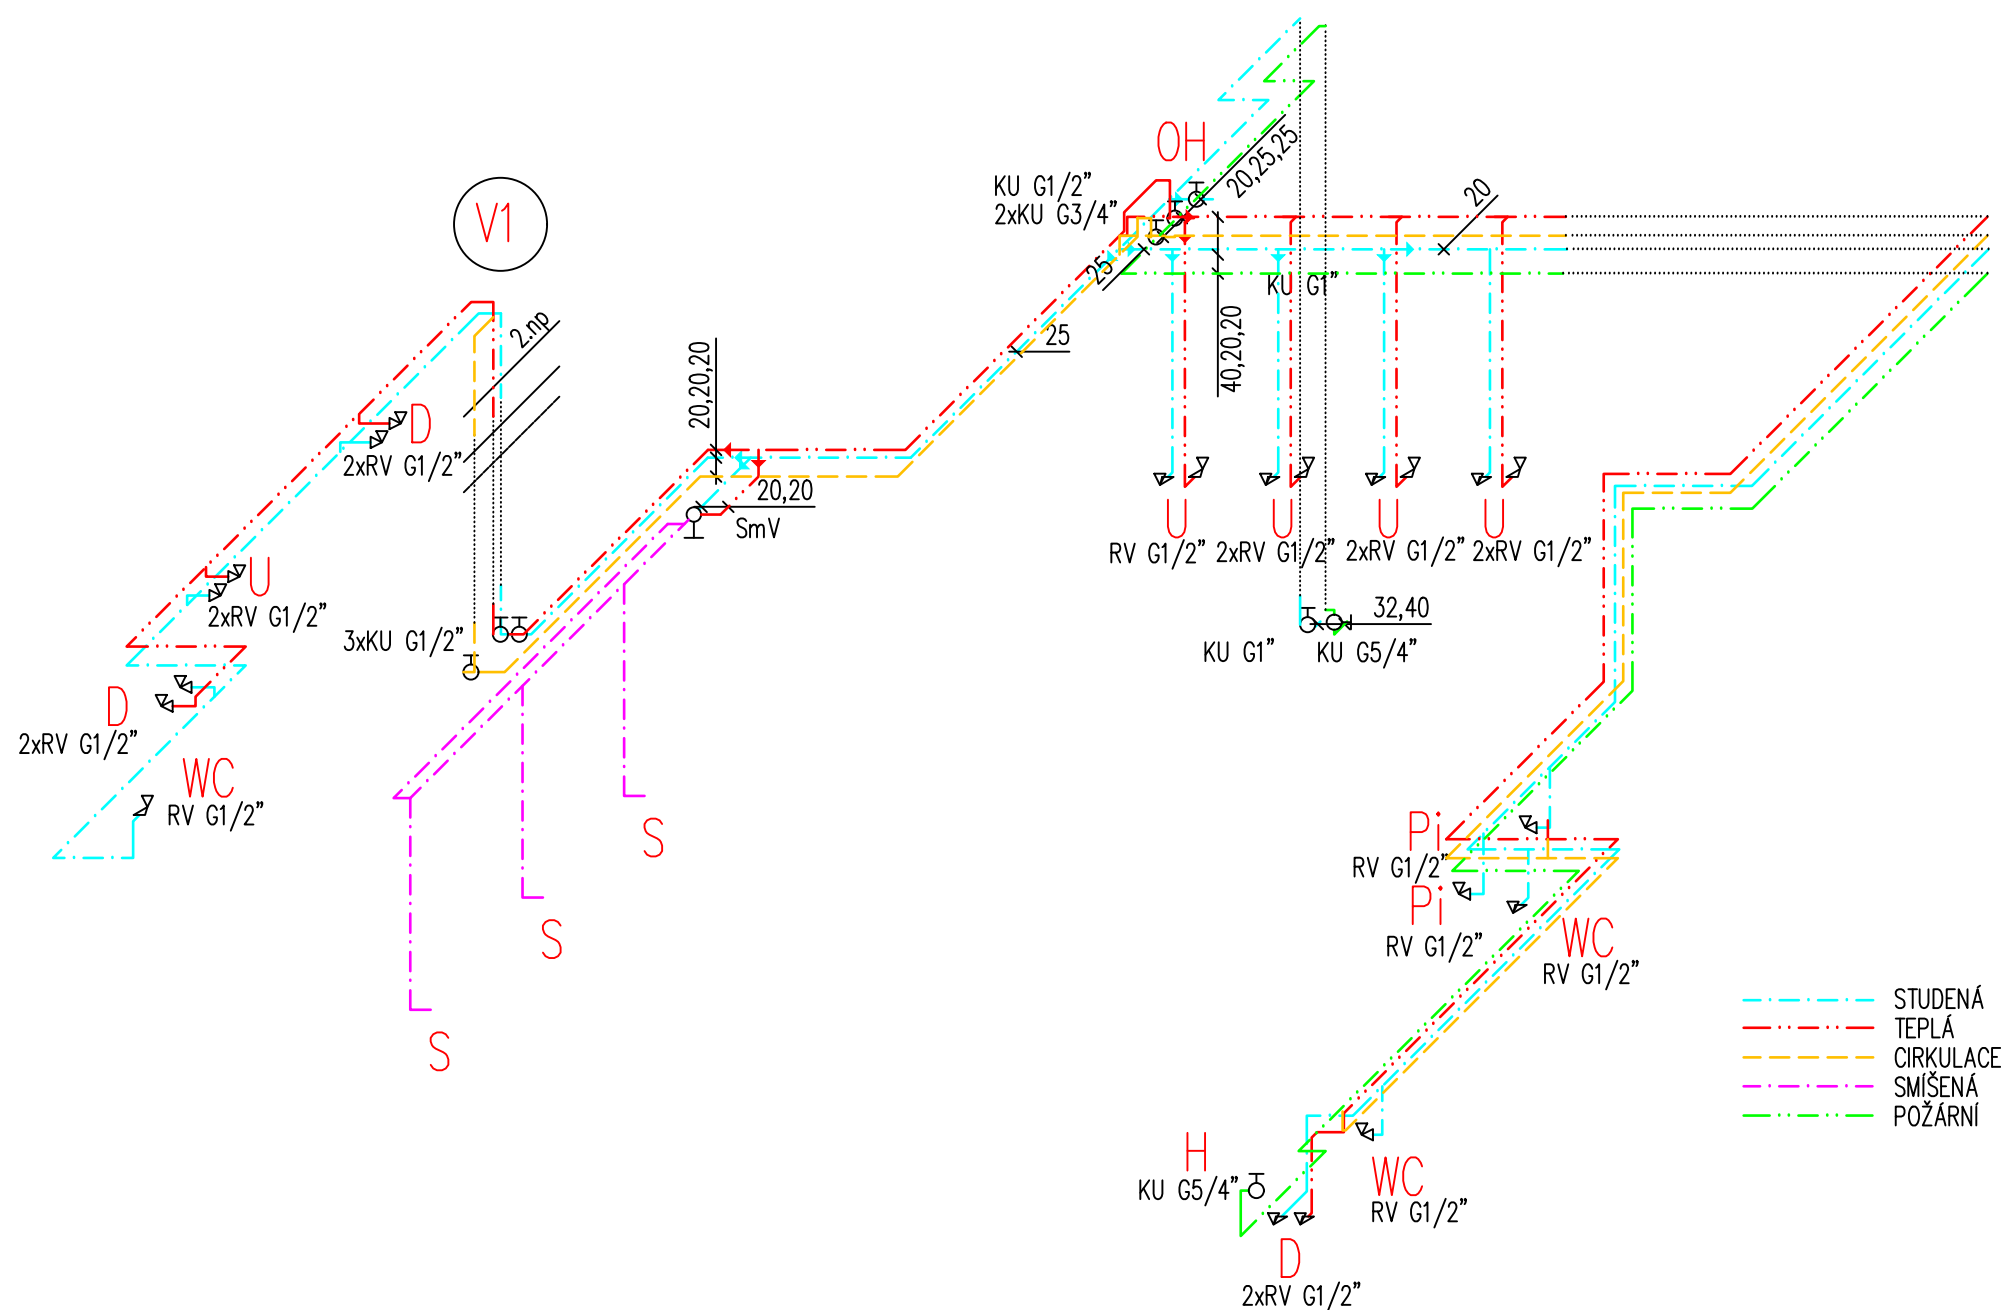 OH
KU G1/2"
2xKU G3/4"
20,25,25
20
V1
25
KU G1"
2.np
25
40,20,20
20,20,20
D
2xRV G1/2"
20,20
SmV
U
RV G1/2"
U
2xRV G1/2"
U
2xRV G1/2"
U
2xRV G1/2"
U
2xRV G1/2"
3xKU G1/2"
32,40
KU G1"
KU G5/4"
D
2xRV G1/2"
WC
RV G1/2"
S
S
S
Pi
RV G1/2"
Pi
RV G1/2"
WC
RV G1/2"
STUDENÁ
TEPLÁ
CIRKULACE
SMÍŠENÁ
POŽÁRNÍ
H
KU G5/4"
WC
RV G1/2"
D
2xRV G1/2"